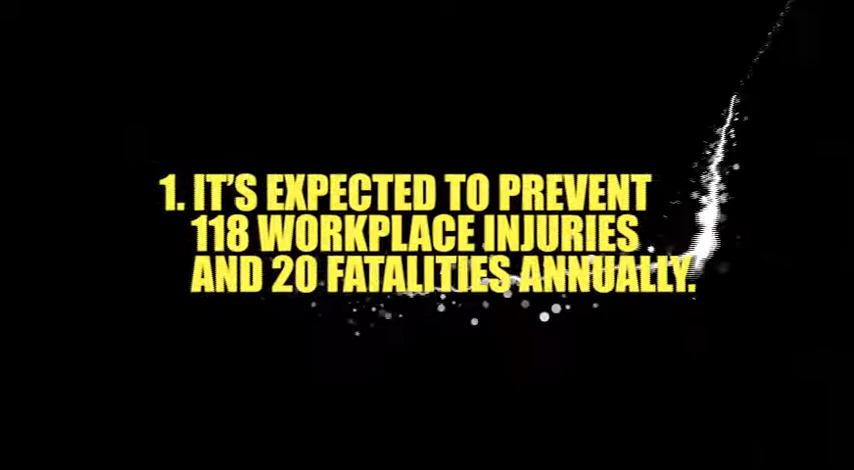 1. IT'S EXPECTED TO PREVENT
118 WORKPLACE INJURIES
AND 20 FATALITIES ANNUALLY.